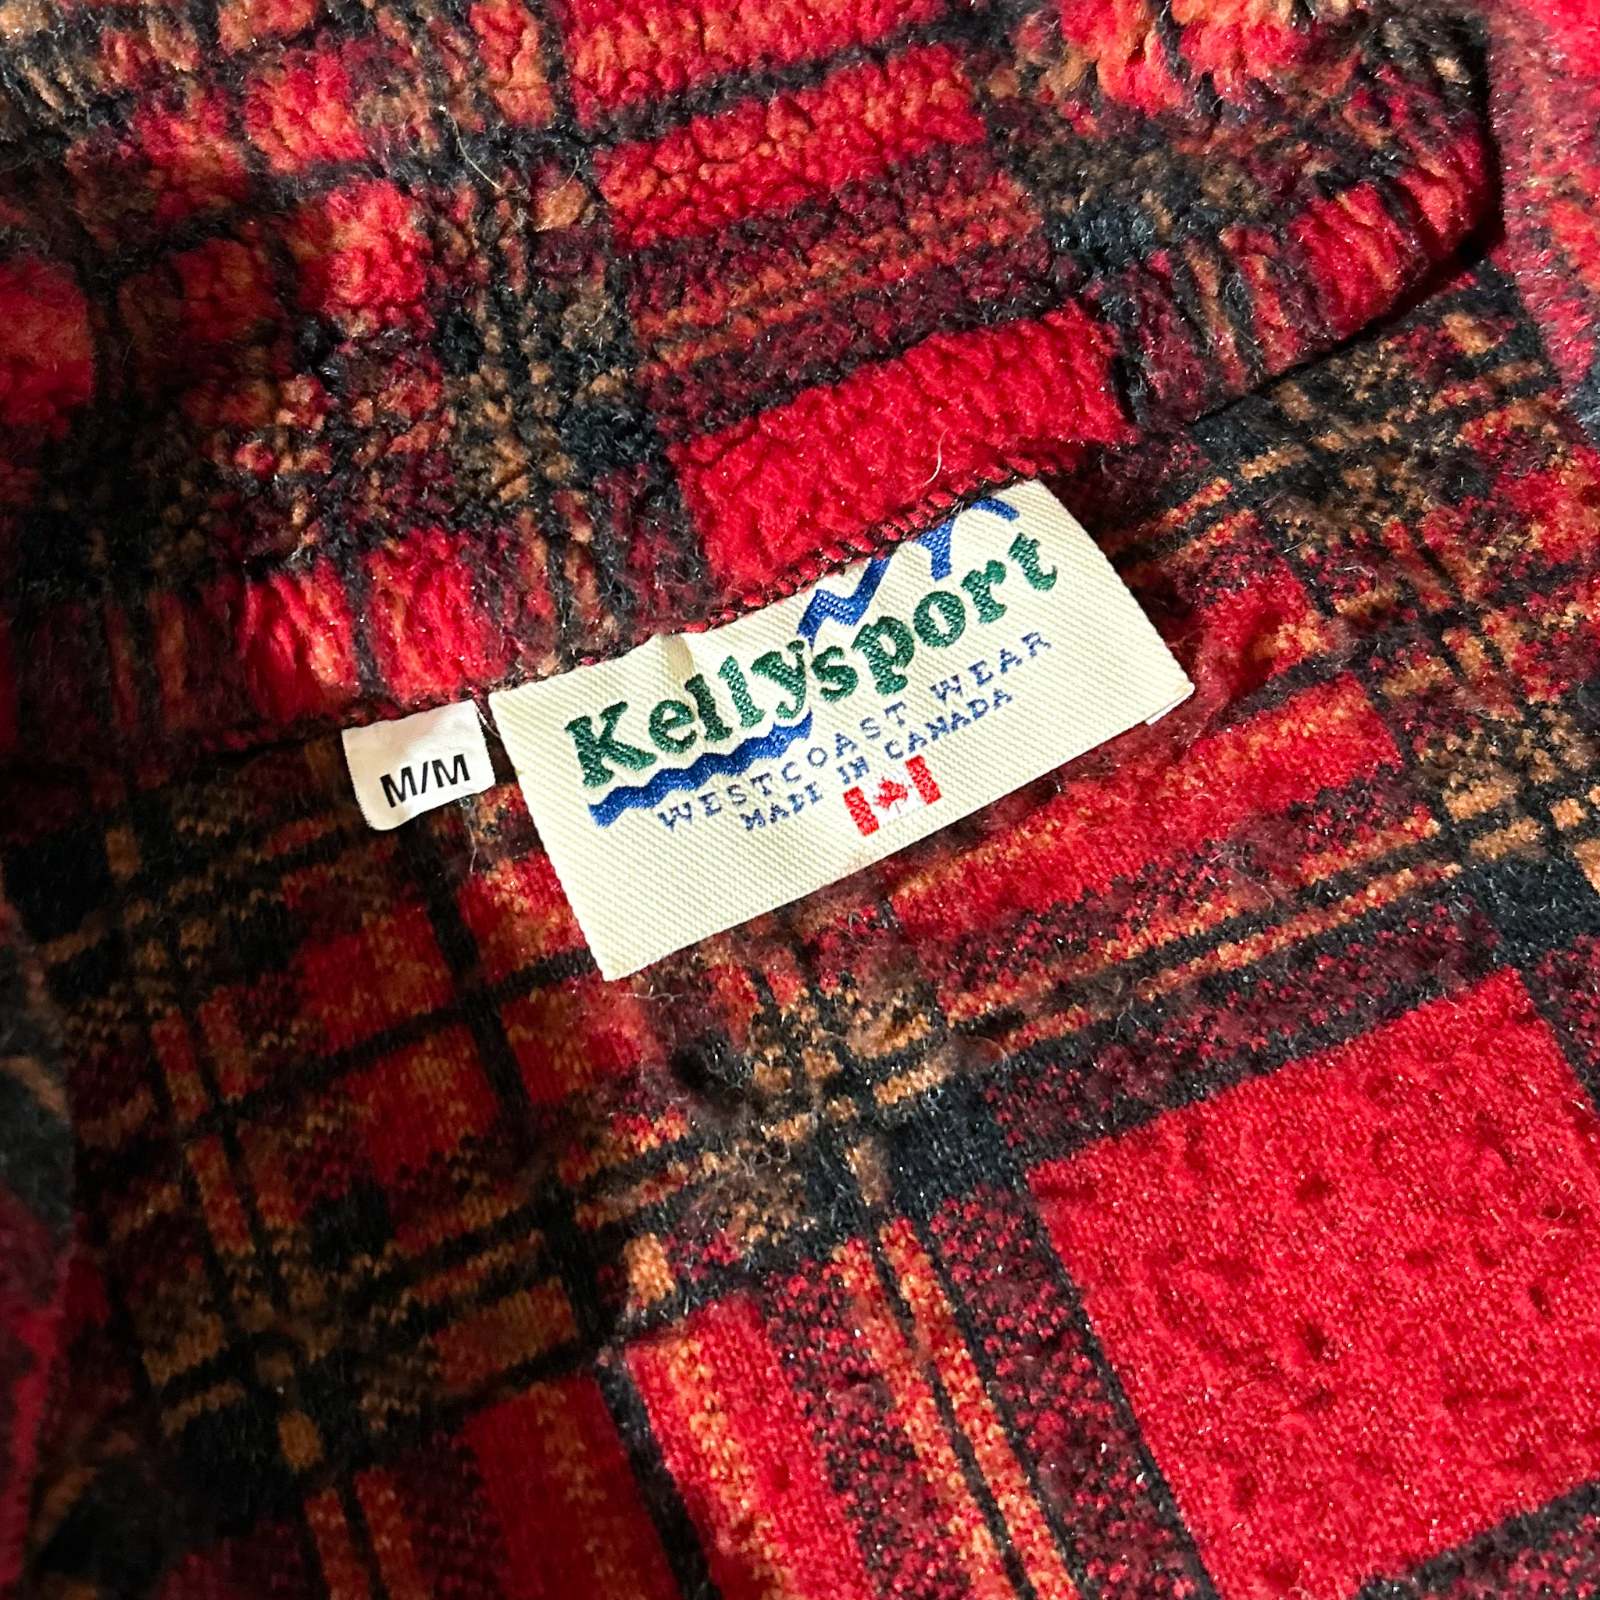 Kellysport
WESTCOAST WEAR
MADE IN CANADA
M/M